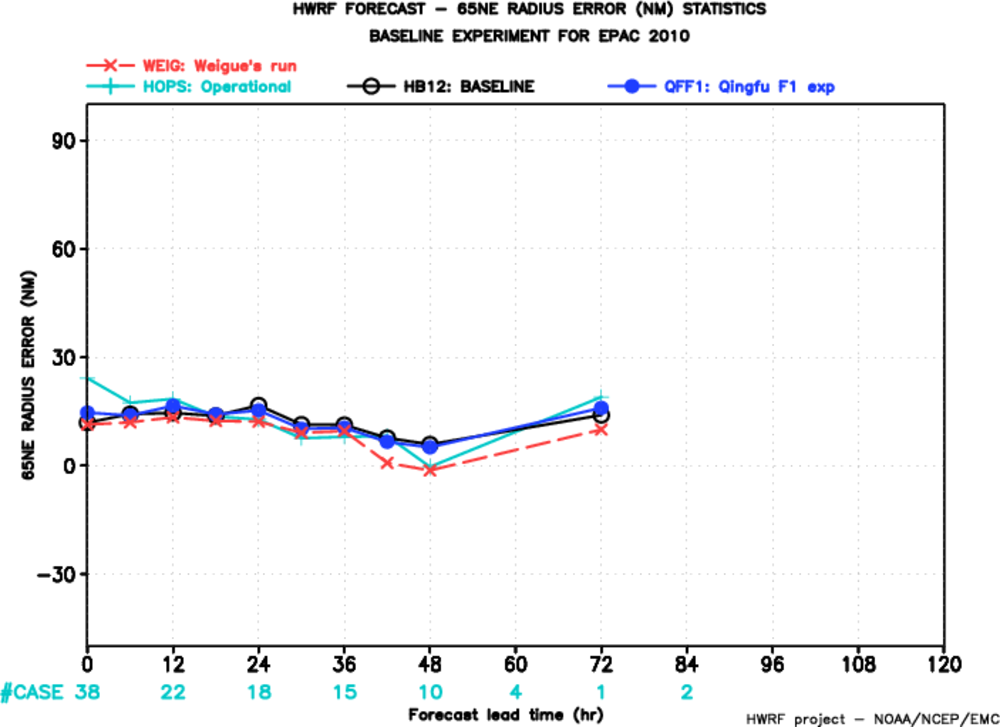 HWRF FORECAST – 65NE RADIUS ERROR (NM) STATISTICS
BASELINE EXPERIMENT FOR EPAC 2010
WEIG: Weigue's run
HOPS: Operational HB12: BASELINE QFF1: Qingfu F1 exp
90
60
30
0
−30
65NE RADIUS ERROR (NM)
0 12 24 36 48 60 72 84 96 108 120
#CASE 38 22 18 15 10 4 1 2
Forecast lead time (hr)
HWRF project – NOAA/NCEP/EMC